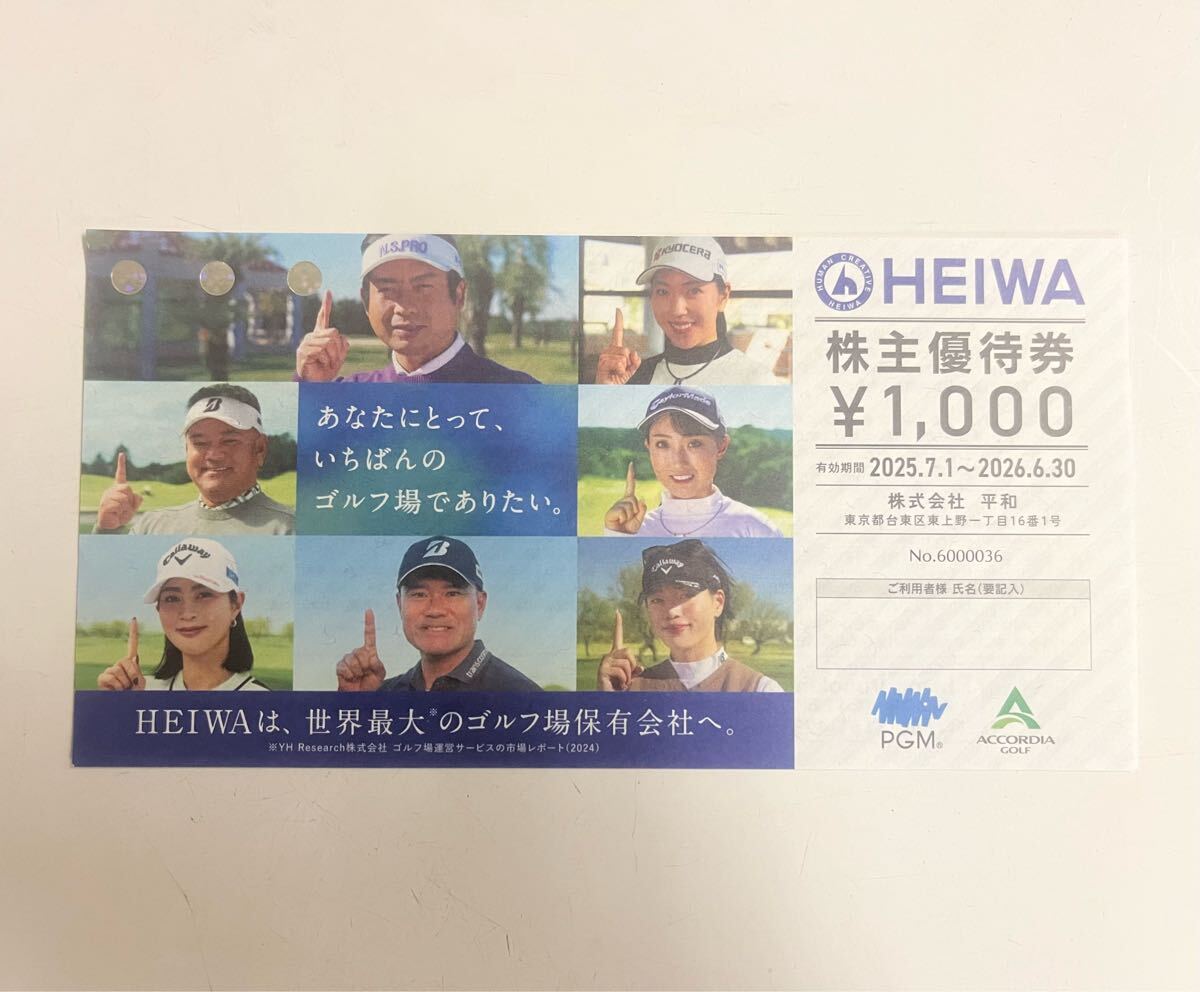 N.S.PRO
KYOCERA
あなたにとって、
いちばんの
ゴルフ場でありたい。
B
TaylorMade
Callaway
B
transcosmos
Callaway
HEIWAは、世界最大※のゴルフ場保有会社へ。
※YH Research株式会社 ゴルフ場運営サービスの市場レポート(2024)
HUMAN CREATIVE
h
HEIWA
HEIWA
株主優待券
¥1,000
有効期間 2025.7.1〜2026.6.30
株式会社 平和
東京都台東区東上野一丁目16番1号
No.6000036
ご利用者様 氏名(要記入)
PGM®
ACCORDIA
GOLF